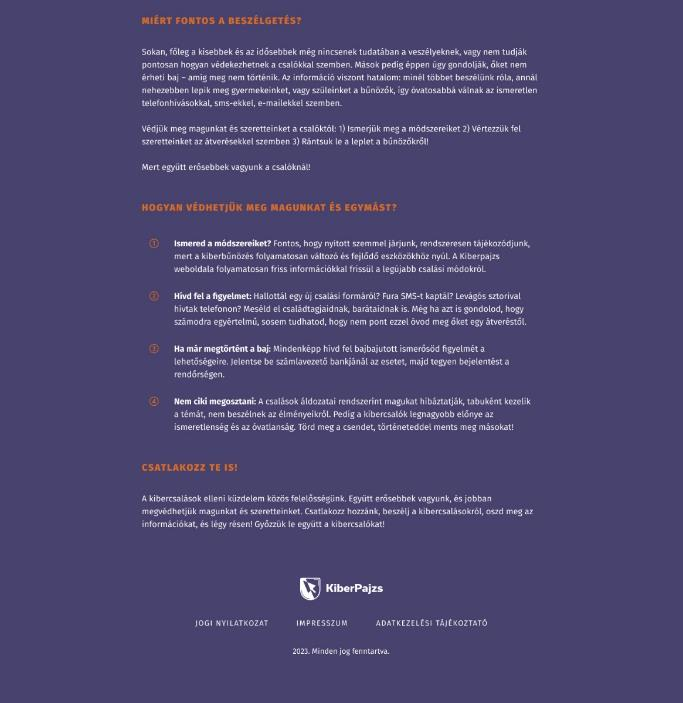 MIÉRT FONTOS A BESZÉLGETÉS?
Sokan, főleg a kisebbek és az idősebbek még nincsenek tudatában a veszélyeknek, vagy nem tudják
pontosan hogyan védekezhetnek a csalókkal szemben. Mások pedig éppen úgy gondolják, őket nem
érheti baj – amíg meg nem történik. Az információ viszont hatalom: minél többet beszélünk róla, annál
nehezebben lepik meg gyermekeinket, vagy szüleinket a bűnözők, így óvatosabbá válnak az ismeretlen
telefonhívásokkal, sms-ekkel, e-mailekkel szemben.
Védjük meg magunkat és szeretteinket a csalóktól: 1) Ismerjük meg a módszereiket 2) Vértezzük fel
szeretteinket az átverésekkel szemben 3) Rántsuk le a leplet a bűnözőkről!
Mert együtt erősebbek vagyunk a csalóknál!
HOGYAN VÉDHETJÜK MEG MAGUNKAT ÉS EGYMÁST?
① Ismered a módszereiket? Fontos, hogy nyitott szemmel járjunk, rendszeresen tájékozódjunk,
mert a kiberbűnözés folyamatosan változó és fejlődő eszközökhöz nyúl. A Kiberpajzs
weboldala folyamatosan friss információkkal frissül a legújabb csalási módokról.
② Hívd fel a figyelmet: Hallottál egy új csalási formáról? Fura SMS-t kaptál? Levágós sztorival
hívtak telefonon? Meséld el családtagjaidnak, barátaidnak is. Még ha azt is gondolod, hogy
számodra egyértelmű, sosem tudhatod, hogy nem pont ezzel óvod meg őket egy átveréstől.
③ Ha már megtörtént a baj: Mindenképp hívd fel bajbajutott ismerősöd figyelmét a
lehetőségeire. Jelentse be számlavezető bankjánál az esetet, majd tegyen bejelentést a
rendőrségen.
④ Nem ciki megosztani: A csalások áldozatai rendszerint magukat hibáztatják, tabuként kezelik
a témát, nem beszélnek az élményeikről. Pedig a kibercsalók legnagyobb előnye az
ismeretlenség és az óvatlanság. Törd meg a csendet, történeteddel ments meg másokat!
CSATLAKOZZ TE IS!
A kibercsalások elleni küzdelem közös felelősségünk. Együtt erősebbek vagyunk, és jobban
megvédhetjük magunkat és szeretteinket. Csatlakozz hozzánk, beszélj a kibercsalásokról, oszd meg az
információkat, és légy résen! Győzzük le együtt a kibercsalókat!
KiberPajzs
JOGI NYILATKOZAT IMPRESSZUM ADATKEZELÉSI TÁJÉKOZTATÓ
2023. Minden jog fenntartva.